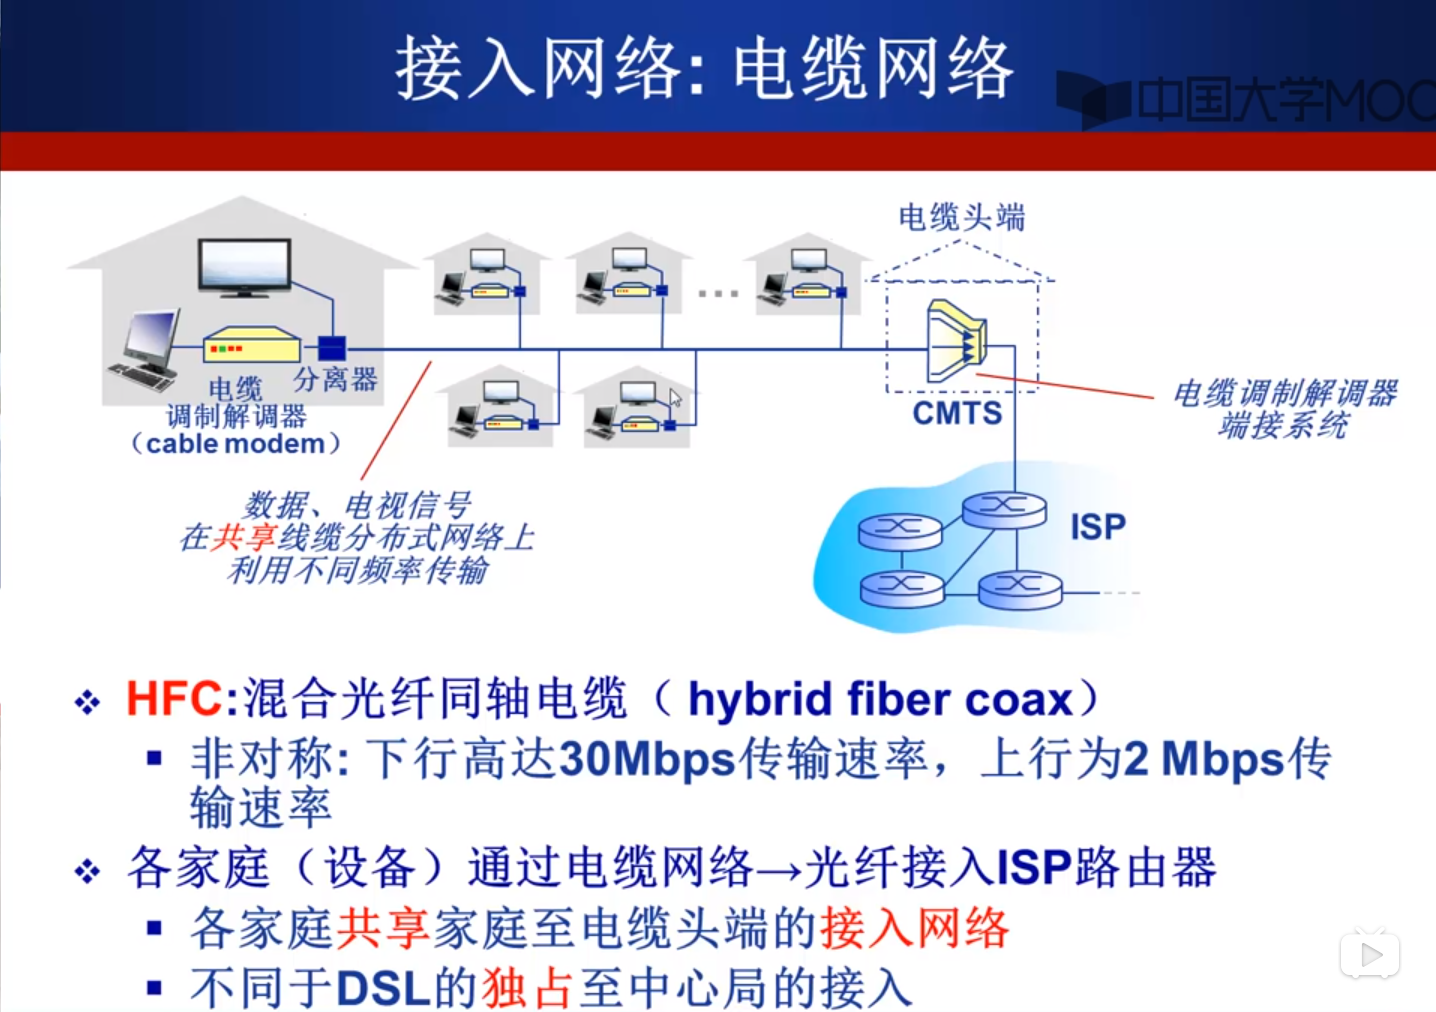 接入网络: 电缆网络
中国大学MOO
电缆头端
电缆
调制解调器
（cable modem）
分离器
CMTS
电缆调制解调器
端接系统
数据、电视信号
在共享线缆分布式网络上
利用不同频率传输
ISP
HFC:混合光纤同轴电缆（ hybrid fiber coax）
非对称: 下行高达30Mbps传输速率，上行为2 Mbps传
输速率
各家庭（设备）通过电缆网络→光纤接入ISP路由器
各家庭共享家庭至电缆头端的接入网络
不同于DSL的独占至中心局的接入